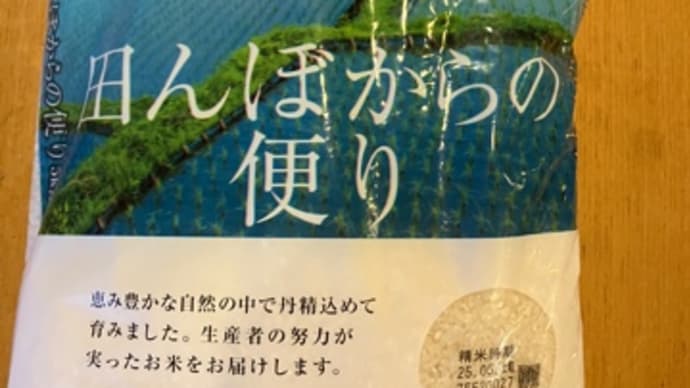 田んぼからの
便り
恵み豊かな自然の中で丹精込めて
育みました。生産者の努力が
実ったお米をお届けします。
精米時期